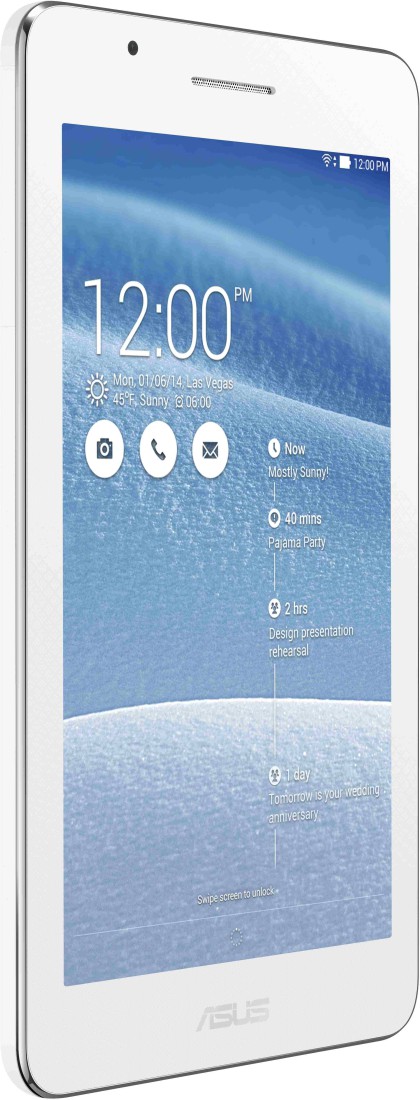 12:00 PM
12:00 PM
Mon, 01/06/14, Las Vegas
45°F, Sunny. 06:00
Now
Mostly Sunny!
40 mins
Pajama Party
2 hrs
Design presentation
rehearsal
1 day
Tomorrow is your wedding
anniversary
Swipe screen to unlock
ASUS